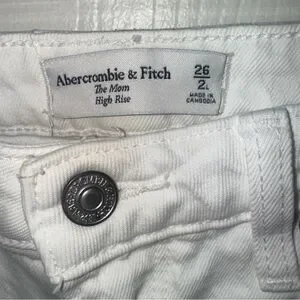 Abercrombie & Fitch
The Mom
High Rise
26
2L
MADE IN
CAMBODIA